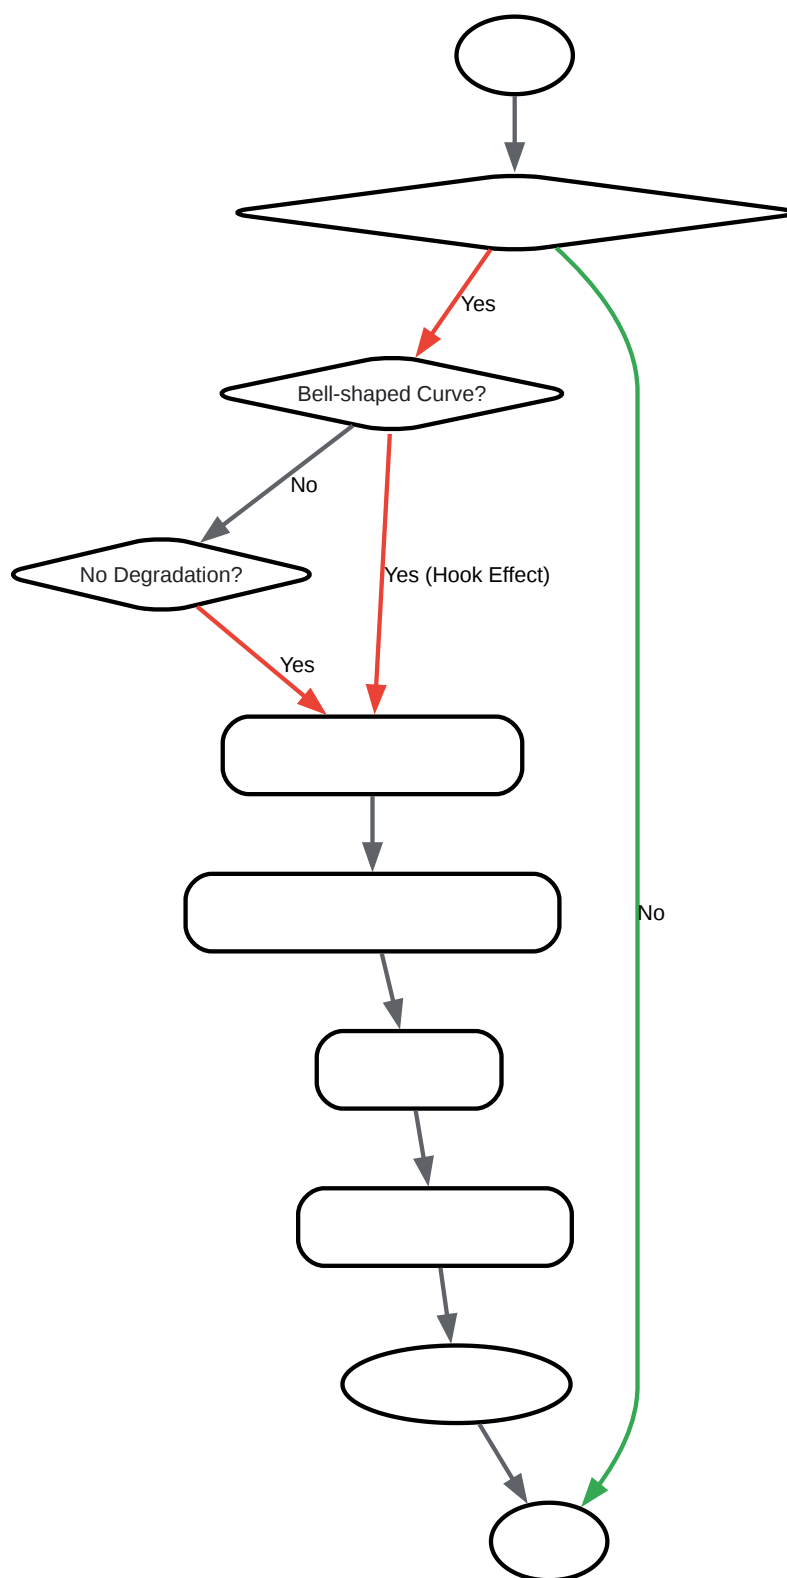 Yes
Bell-shaped Curve?
No
No Degradation?
Yes (Hook Effect)
Yes
No